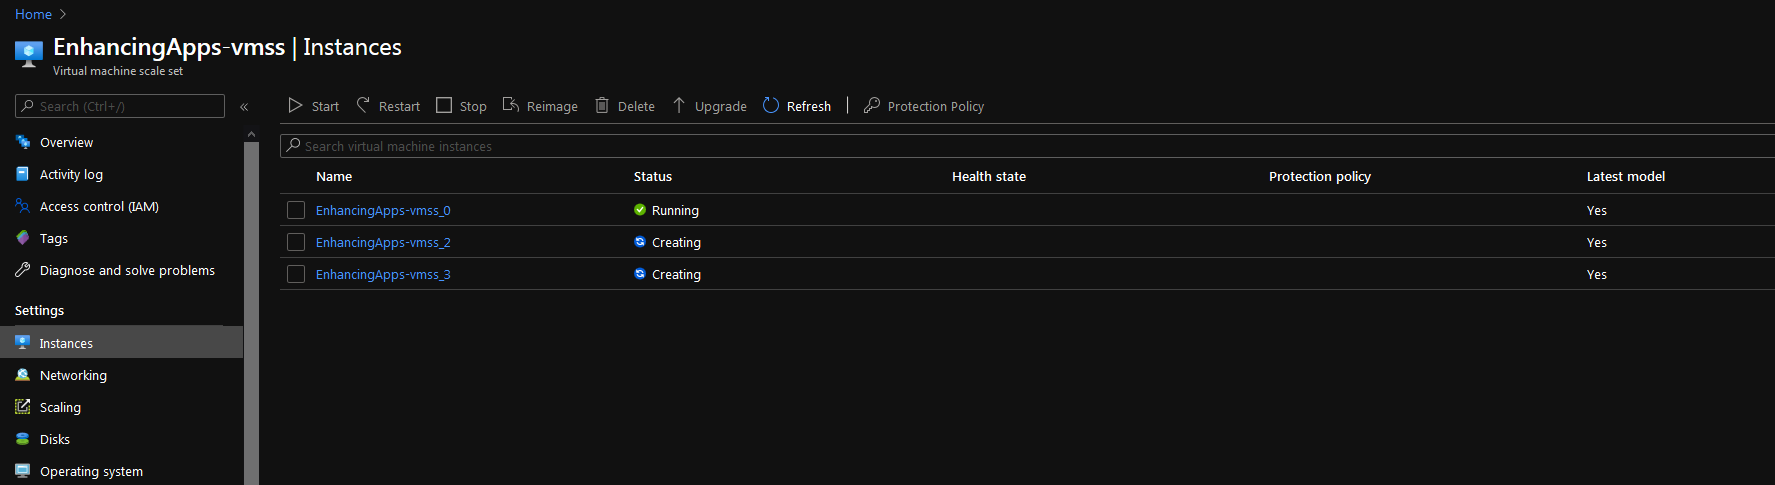 Home >
EnhancingApps-vmss | Instances
Virtual machine scale set
Search (Ctrl+/) «
Start Restart Stop Reimage Delete Upgrade Refresh Protection Policy
Search virtual machine instances
Overview
Activity log
Access control (IAM)
Tags
Diagnose and solve problems
Settings
Instances
Networking
Scaling
Disks
Operating system
Name Status Health state Protection policy Latest model
EnhancingApps-vmss_0 Running Yes
EnhancingApps-vmss_2 Creating Yes
EnhancingApps-vmss_3 Creating Yes